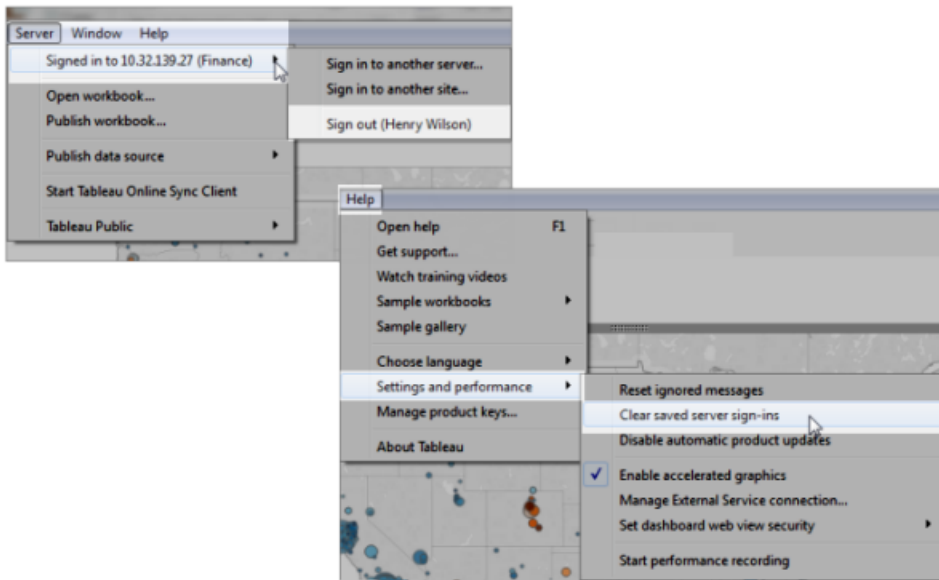 Server Window Help
Signed in to 10.32.139.27 (Finance)
Sign in to another server...
Sign in to another site...
Sign out (Henry Wilson)
Open workbook...
Publish workbook...
Publish data source
Start Tableau Online Sync Client
Tableau Public
Help
Open help F1
Get support...
Watch training videos
Sample workbooks
Sample gallery
Choose language
Settings and performance
Manage product keys...
About Tableau
Reset ignored messages
Clear saved server sign-ins
Disable automatic product updates
Enable accelerated graphics
Manage External Service connection...
Set dashboard web view security
Start performance recording